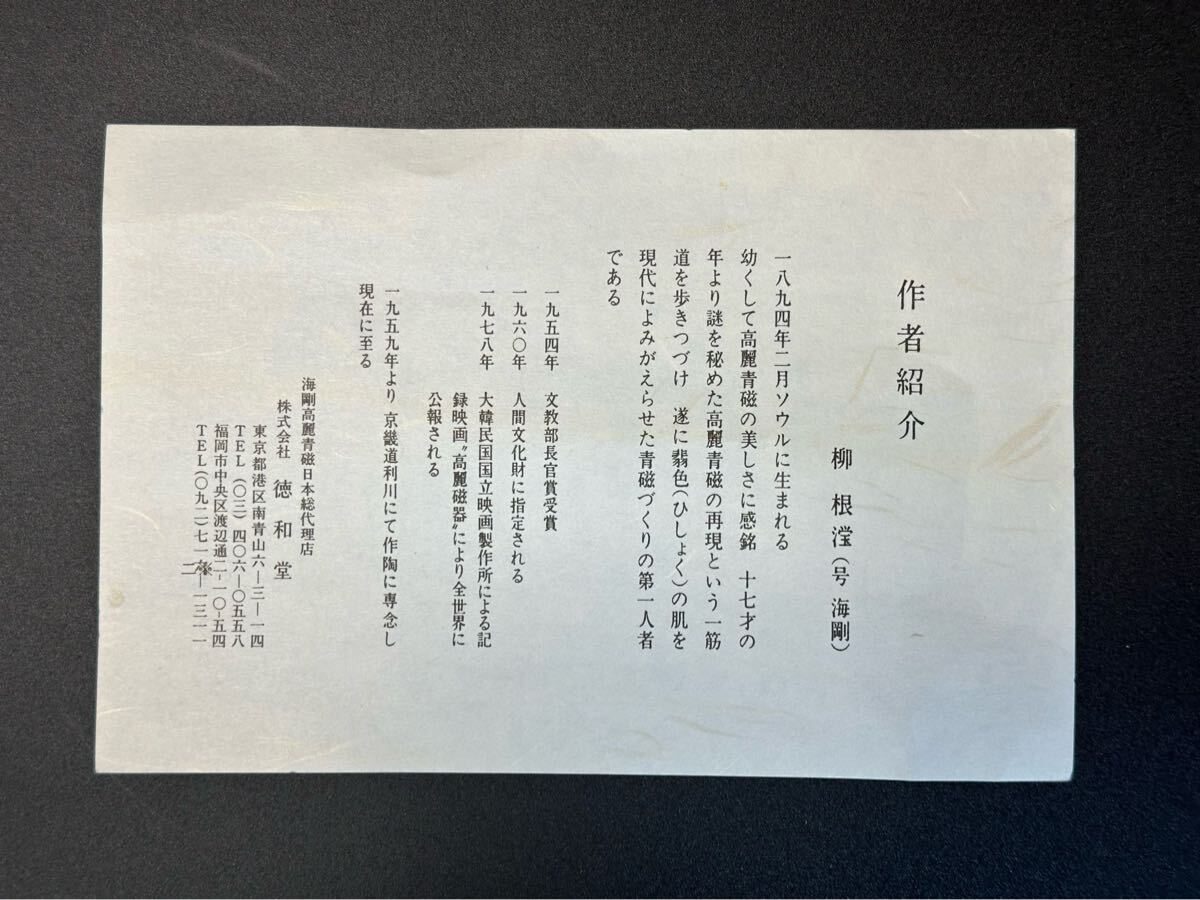 作者紹介
柳根瀅(号 海剛)
一八九四年二月ソウルに生まれる
幼くして高麗青磁の美しさに感銘 十七才の
年より謎を秘めた高麗青磁の再現という一筋
道を歩きつづけ 遂に翡色(ひしょく)の肌を
現代によみがえらせた青磁づくりの第一人者
である
一九五四年 文教部長官賞受賞
一九六〇年 人間文化財に指定される
一九七八年 大韓民国国立映画製作所による記
録映画〝高麗磁器〟により全世界に
公報される
一九五九年より 京畿道利川にて作陶に専念し
現在に至る
海剛高麗青磁日本総代理店
株式会社 徳和堂
東京都港区南青山六―三―一四
TEL(〇三)四〇六―〇五五八
福岡市中央区渡辺通二―一〇―五四
TEL(〇九二)七一二―一三一一